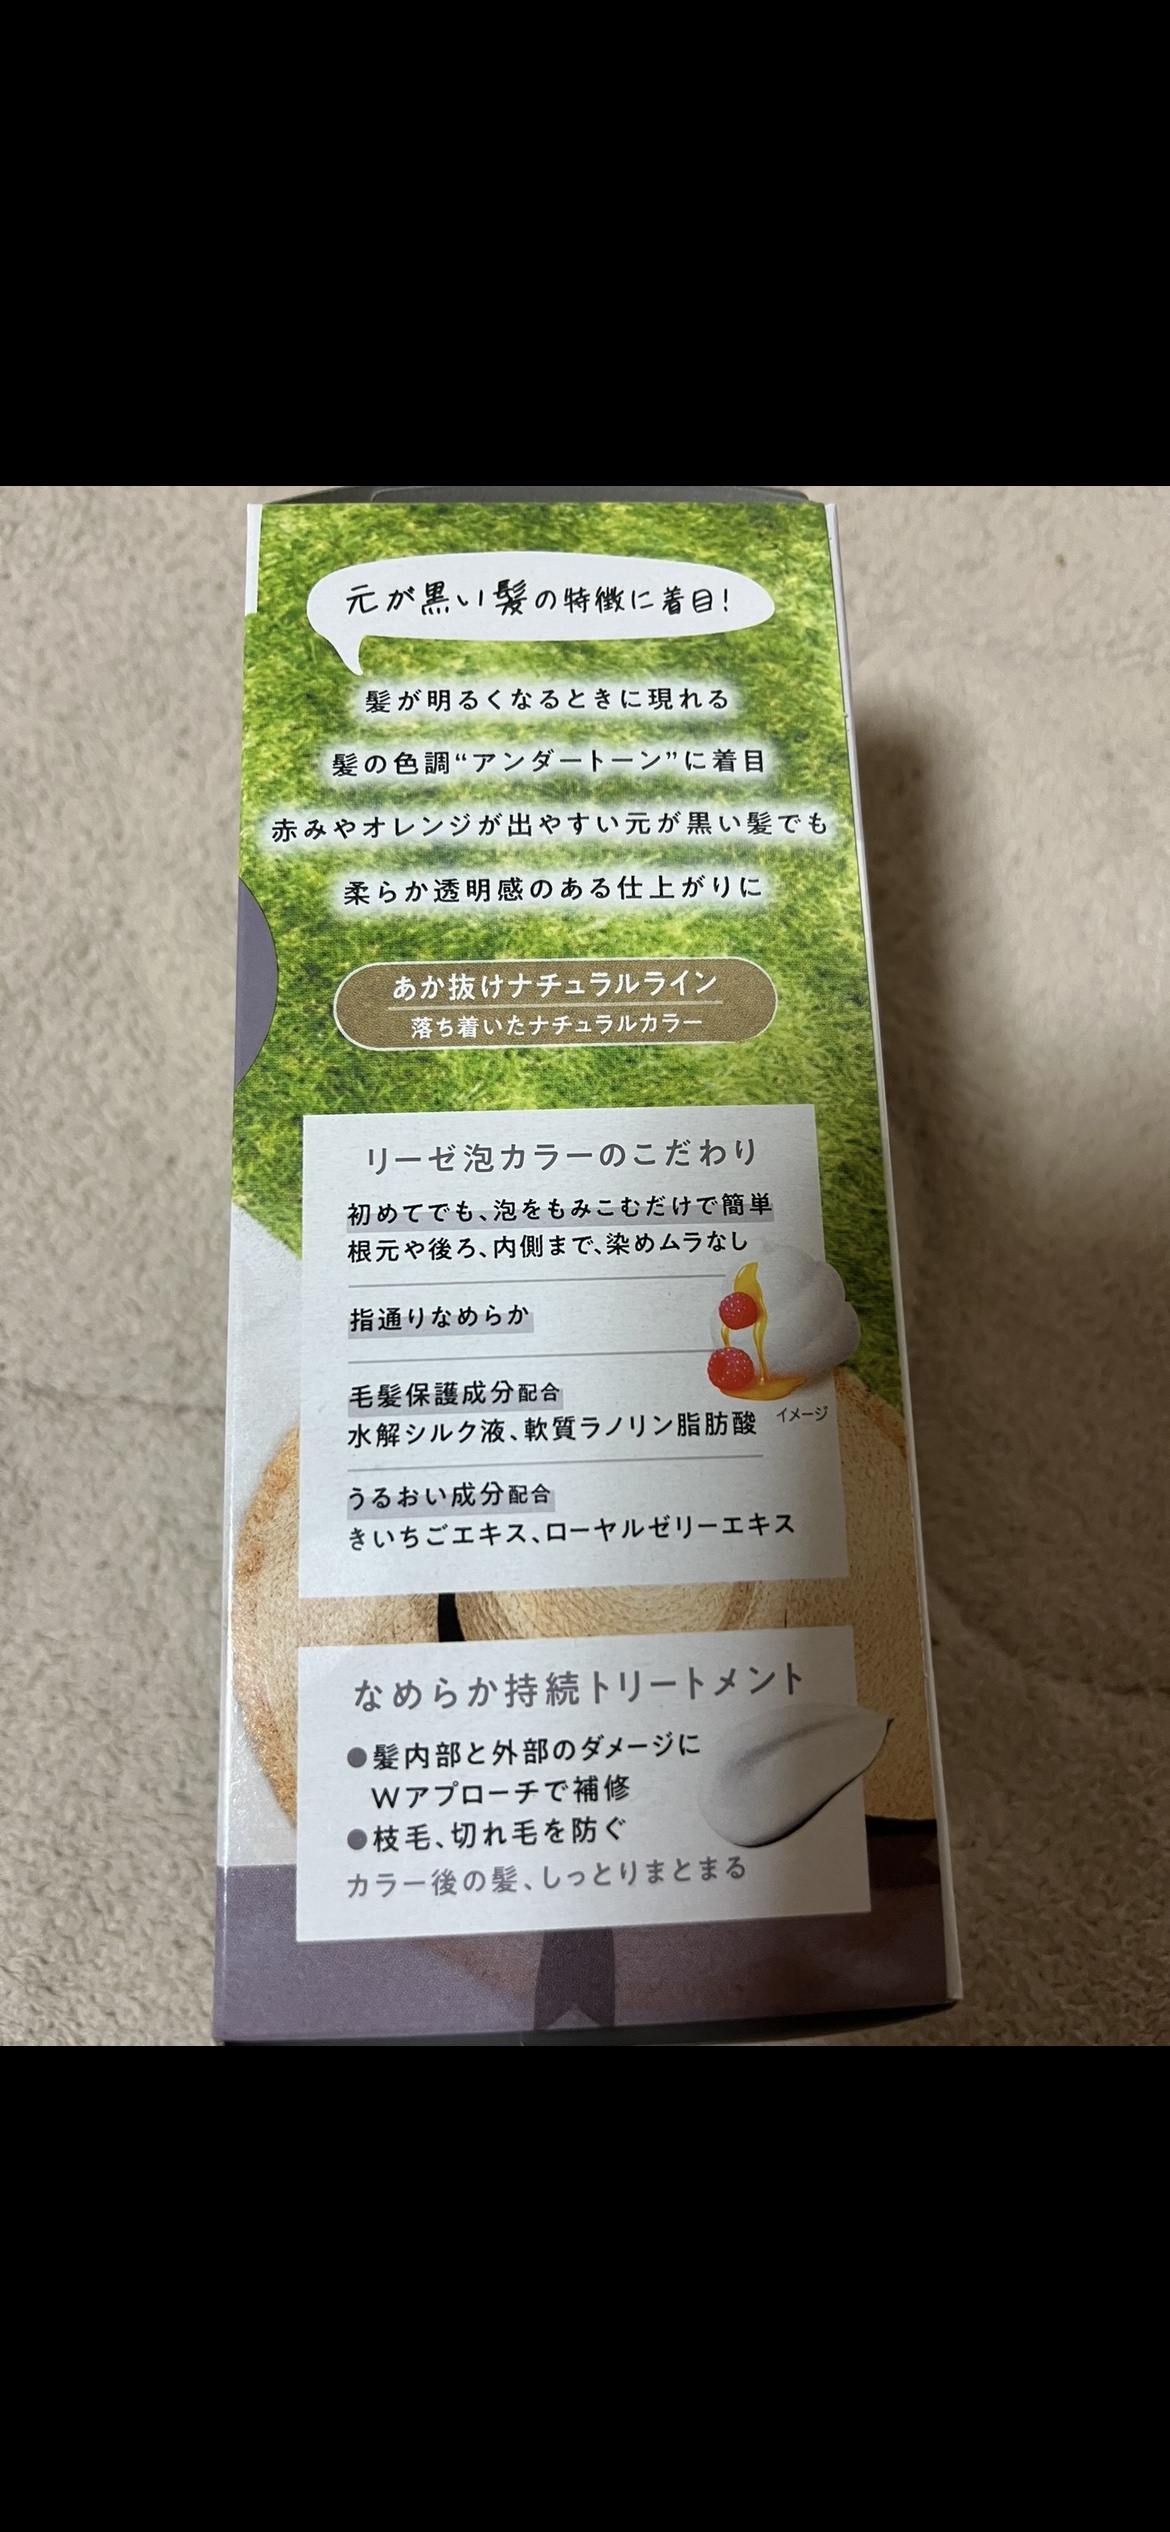 元が黒い髪の特徴に着目!
髪が明るくなるときに現れる
髪の色調“アンダートーン”に着目
赤みやオレンジが出やすい元が黒い髪でも
柔らか透明感のある仕上がりに
あか抜けナチュラルライン
落ち着いたナチュラルカラー
リーゼ泡カラーのこだわり
初めてでも、泡をもみこむだけで簡単
根元や後ろ、内側まで、染めムラなし
指通りなめらか
毛髪保護成分配合
水解シルク液、軟質ラノリン脂肪酸
イメージ
うるおい成分配合
きいちごエキス、ローヤルゼリーエキス
なめらか持続トリートメント
●髪内部と外部のダメージに
Wアプローチで補修
●枝毛、切れ毛を防ぐ
カラー後の髪、しっとりまとまる